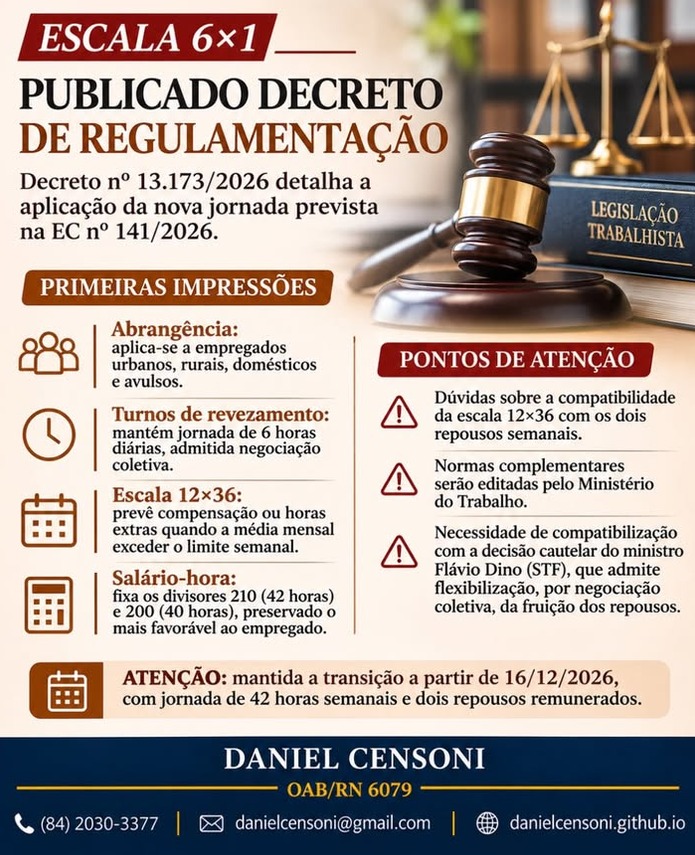 ESCALA 6×1
PUBLICADO DECRETO
DE REGULAMENTAÇÃO
Decreto nº 13.173/2026 detalha a
aplicação da nova jornada prevista
na EC nº 141/2026.
LEGISLAÇÃO
TRABALHISTA
PRIMEIRAS IMPRESSÕES
Abrangência:
aplica-se a empregados
urbanos, rurais, domésticos
e avulsos.
Turnos de revezamento:
mantém jornada de 6 horas
diárias, admitida negociação
coletiva.
Escala 12×36:
prevê compensação ou horas
extras quando a média mensal
exceder o limite semanal.
Salário-hora:
fixa os divisores 210 (42 horas)
e 200 (40 horas), preservado o
mais favorável ao empregado.
PONTOS DE ATENÇÃO
Dúvidas sobre a compatibilidade
da escala 12×36 com os dois
repousos semanais.
Normas complementares
serão editadas pelo Ministério
do Trabalho.
Necessidade de compatibilização
com a decisão cautelar do ministro
Flávio Dino (STF), que admite
flexibilização, por negociação
coletiva, da fruição dos repousos.
ATENÇÃO: mantida a transição a partir de 16/12/2026,
com jornada de 42 horas semanais e dois repousos remunerados.
DANIEL CENSONI
OAB/RN 6079
(84) 2030-3377
danielcensoni@gmail.com
danielcensoni.github.io